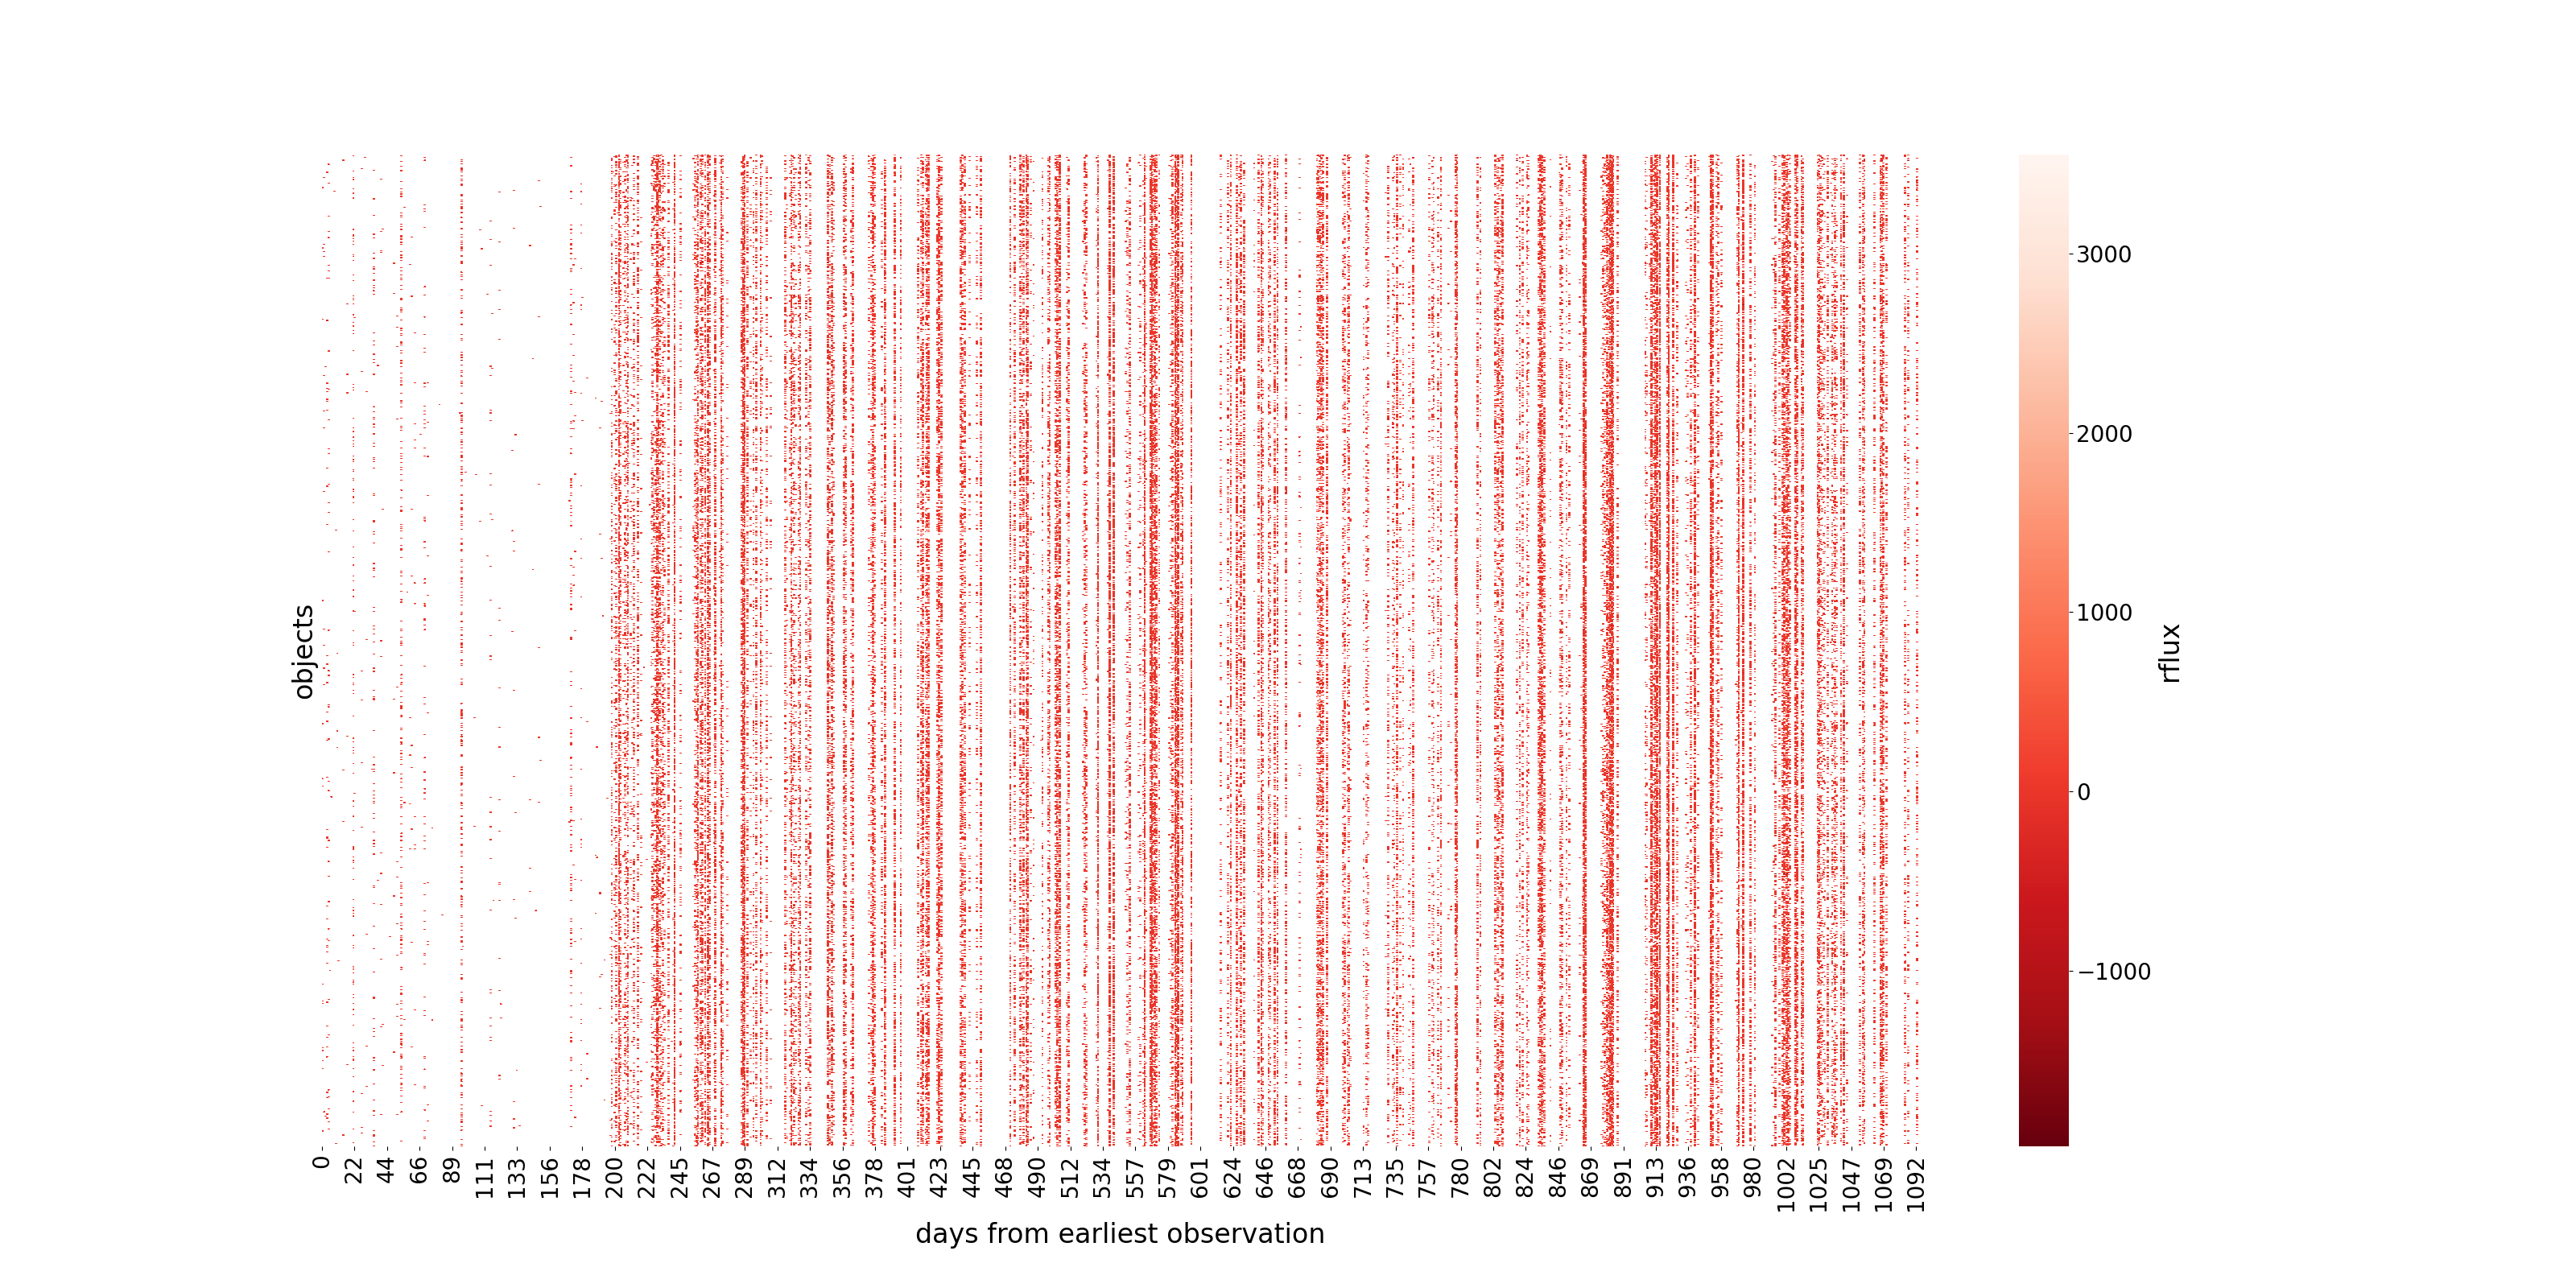 3000
2000
1000
0
−1000
rflux
objects
0 22 44 66 89 111 133 156 178 200 222 245 267 289 312 334 356 378 401 423 445 468 490 512 534 557 579 601 624 646 668 690 713 735 757 780 802 824 846 869 891 913 936 958 980 1002 1025 1047 1069 1092
days from earliest observation